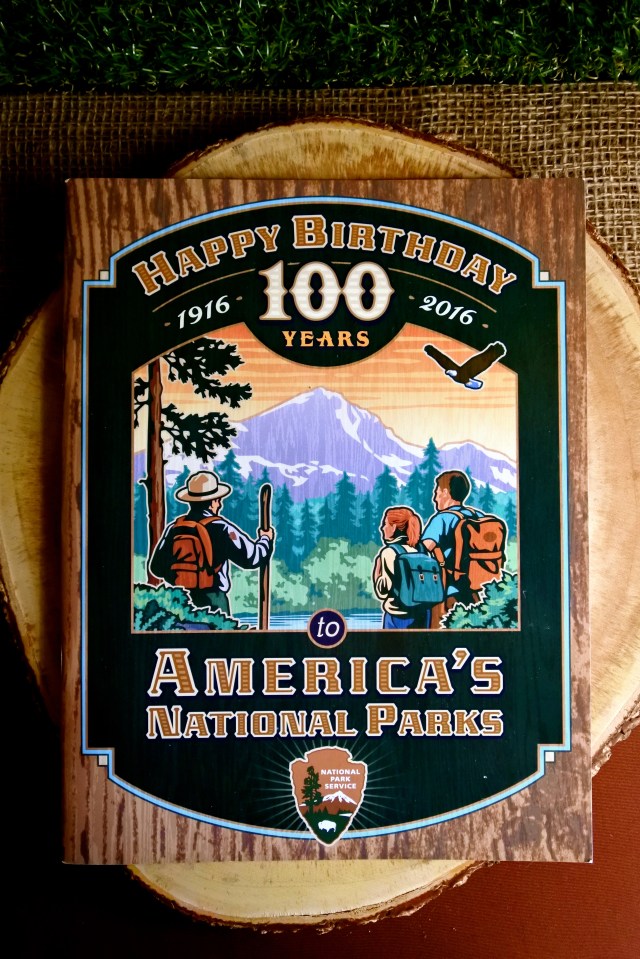 HAPPY BIRTHDAY
1916 · 100 · 2016
YEARS
to
AMERICA'S
NATIONAL PARKS
NATIONAL
PARK
SERVICE